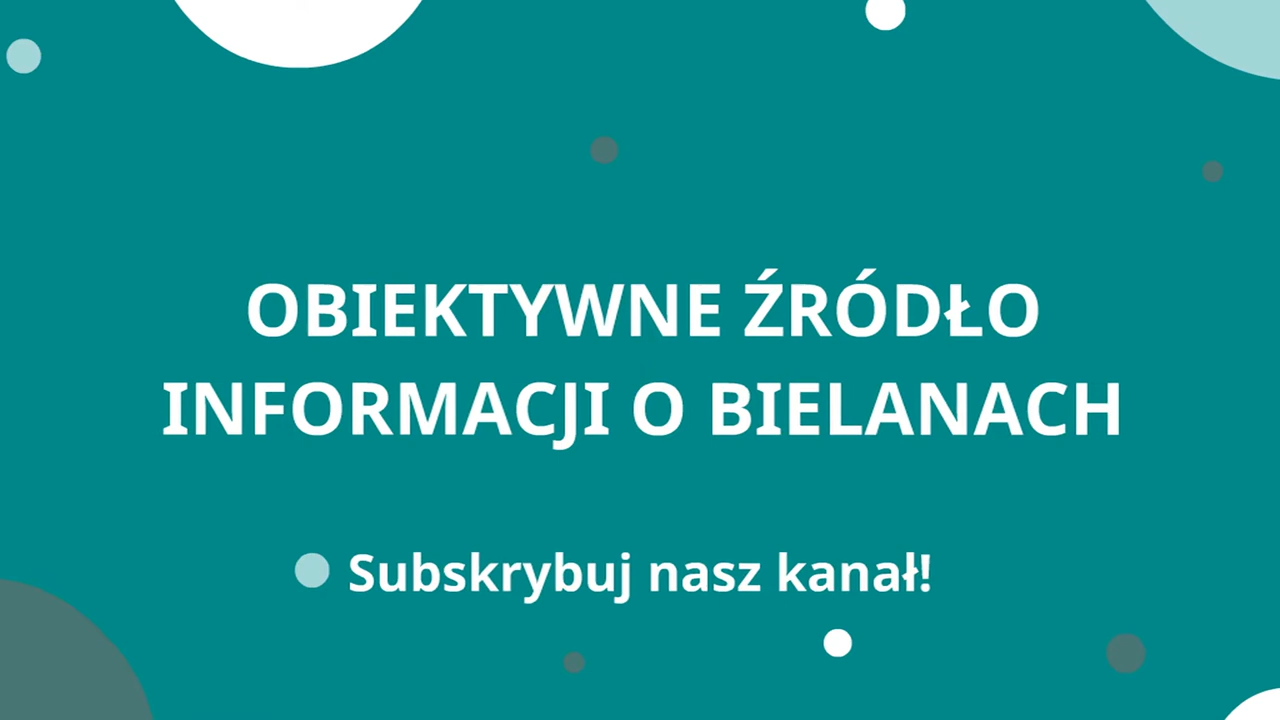 OBIEKTYWNE ŹRÓDŁO
INFORMACJI O BIELANACH
Subskrybuj nasz kanał!